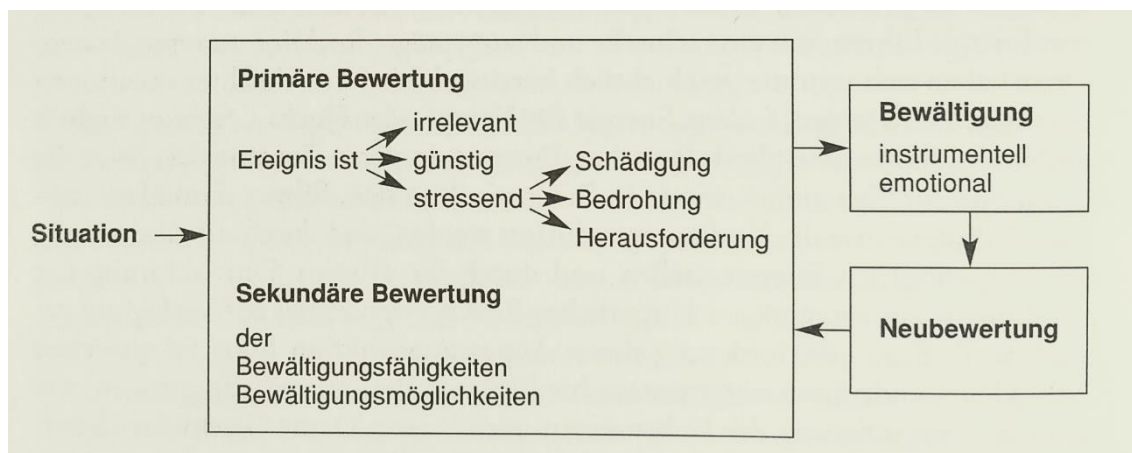 Primäre Bewertung
irrelevant
Ereignis ist
günstig
Schädigung
stressend
Bedrohung
Herausforderung
Situation
Sekundäre Bewertung
der
Bewältigungsfähigkeiten
Bewältigungsmöglichkeiten
Bewältigung
instrumentell
emotional
Neubewertung